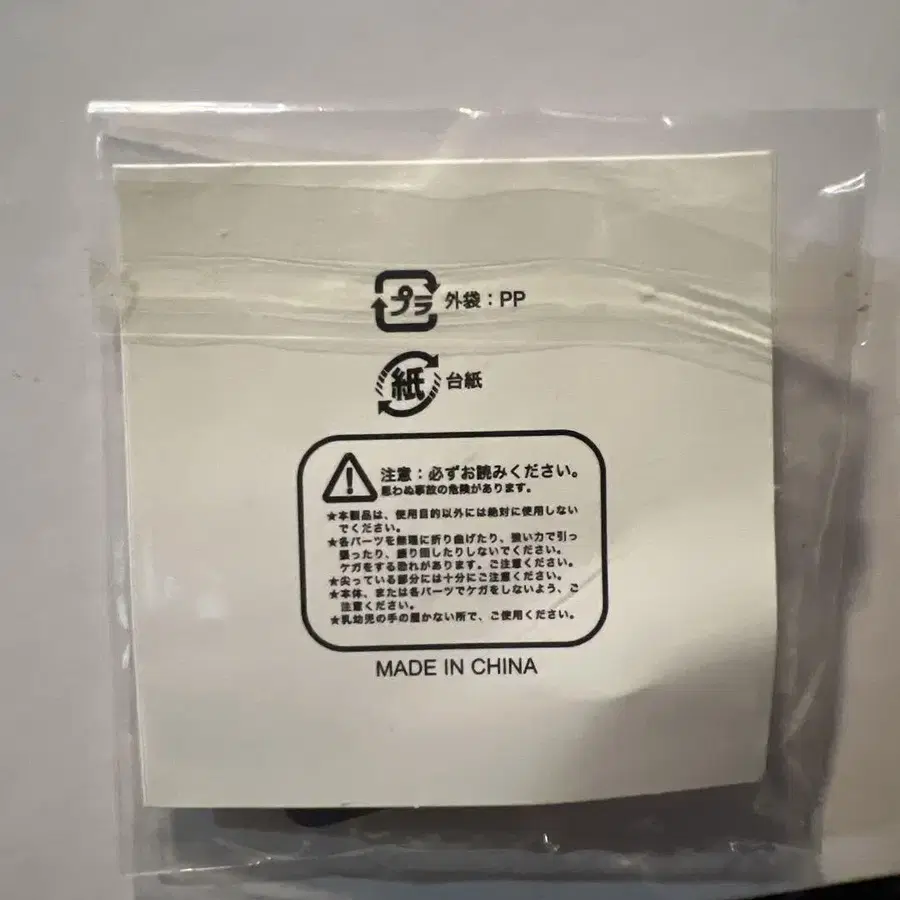 プラ 外袋：PP
紙 台紙
注意：必ずお読みください。
思わぬ事故の危険があります。
★本製品は、使用目的以外には絶対に使用しない
でください。
★各パーツを無理に折り曲げたり、強い力で引っ
張ったり、振り回したりしないでください。
ケガをする恐れがあります。ご注意ください。
★尖っている部分には十分にご注意ください。
★本体、または各パーツでケガをしないよう、ご
注意ください。
★乳幼児の手の届かない所で、ご使用ください。
MADE IN CHINA